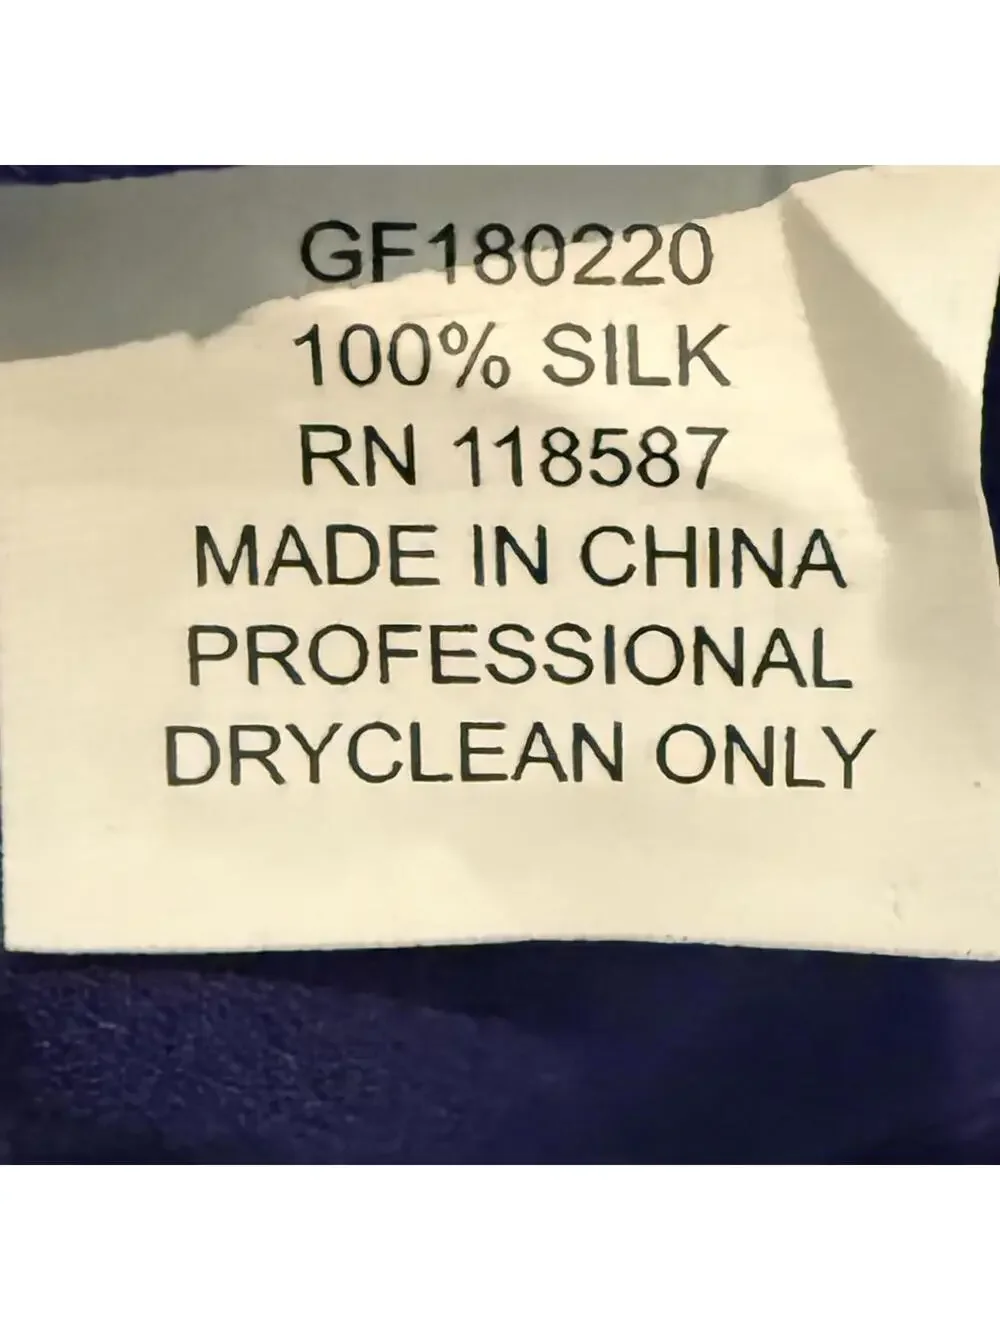 GF180220
100% SILK
RN 118587
MADE IN CHINA
PROFESSIONAL
DRYCLEAN ONLY